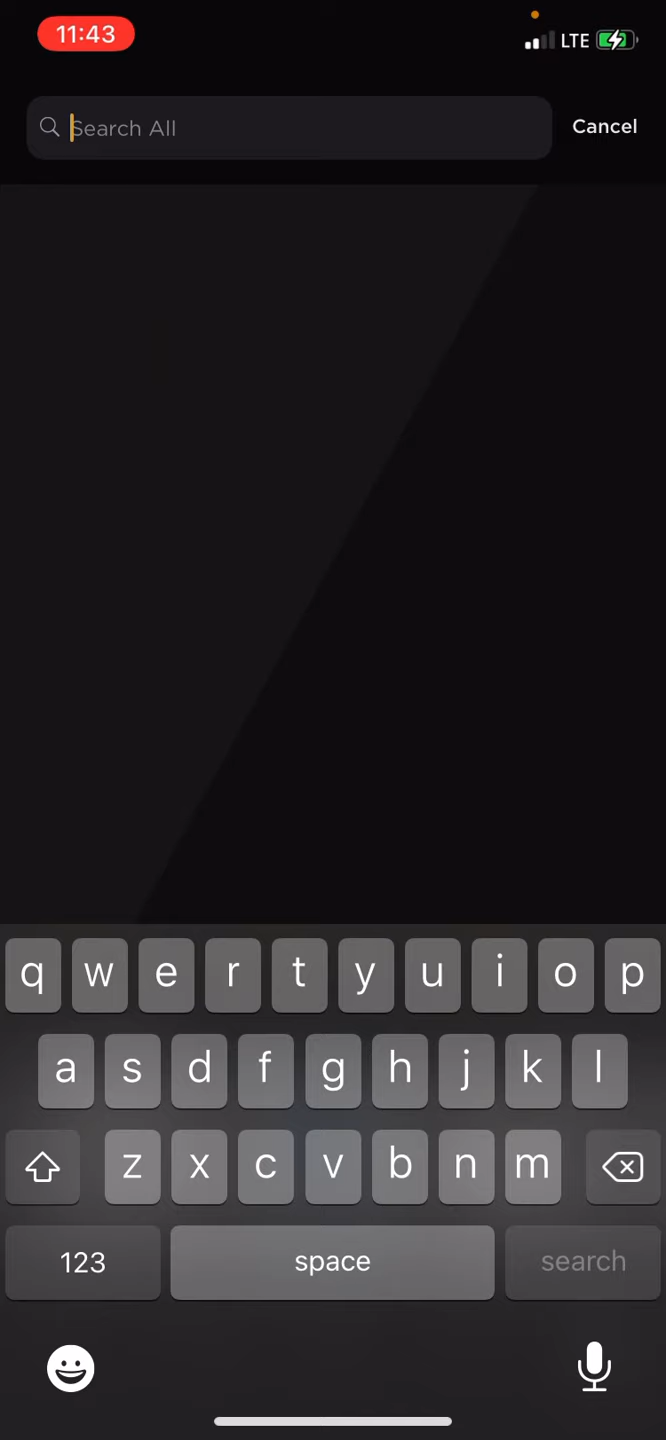 11:43
LTE
Search All
Cancel
q w e r t y u i o p
a s d f g h j k l
z x c v b n m
123 space search